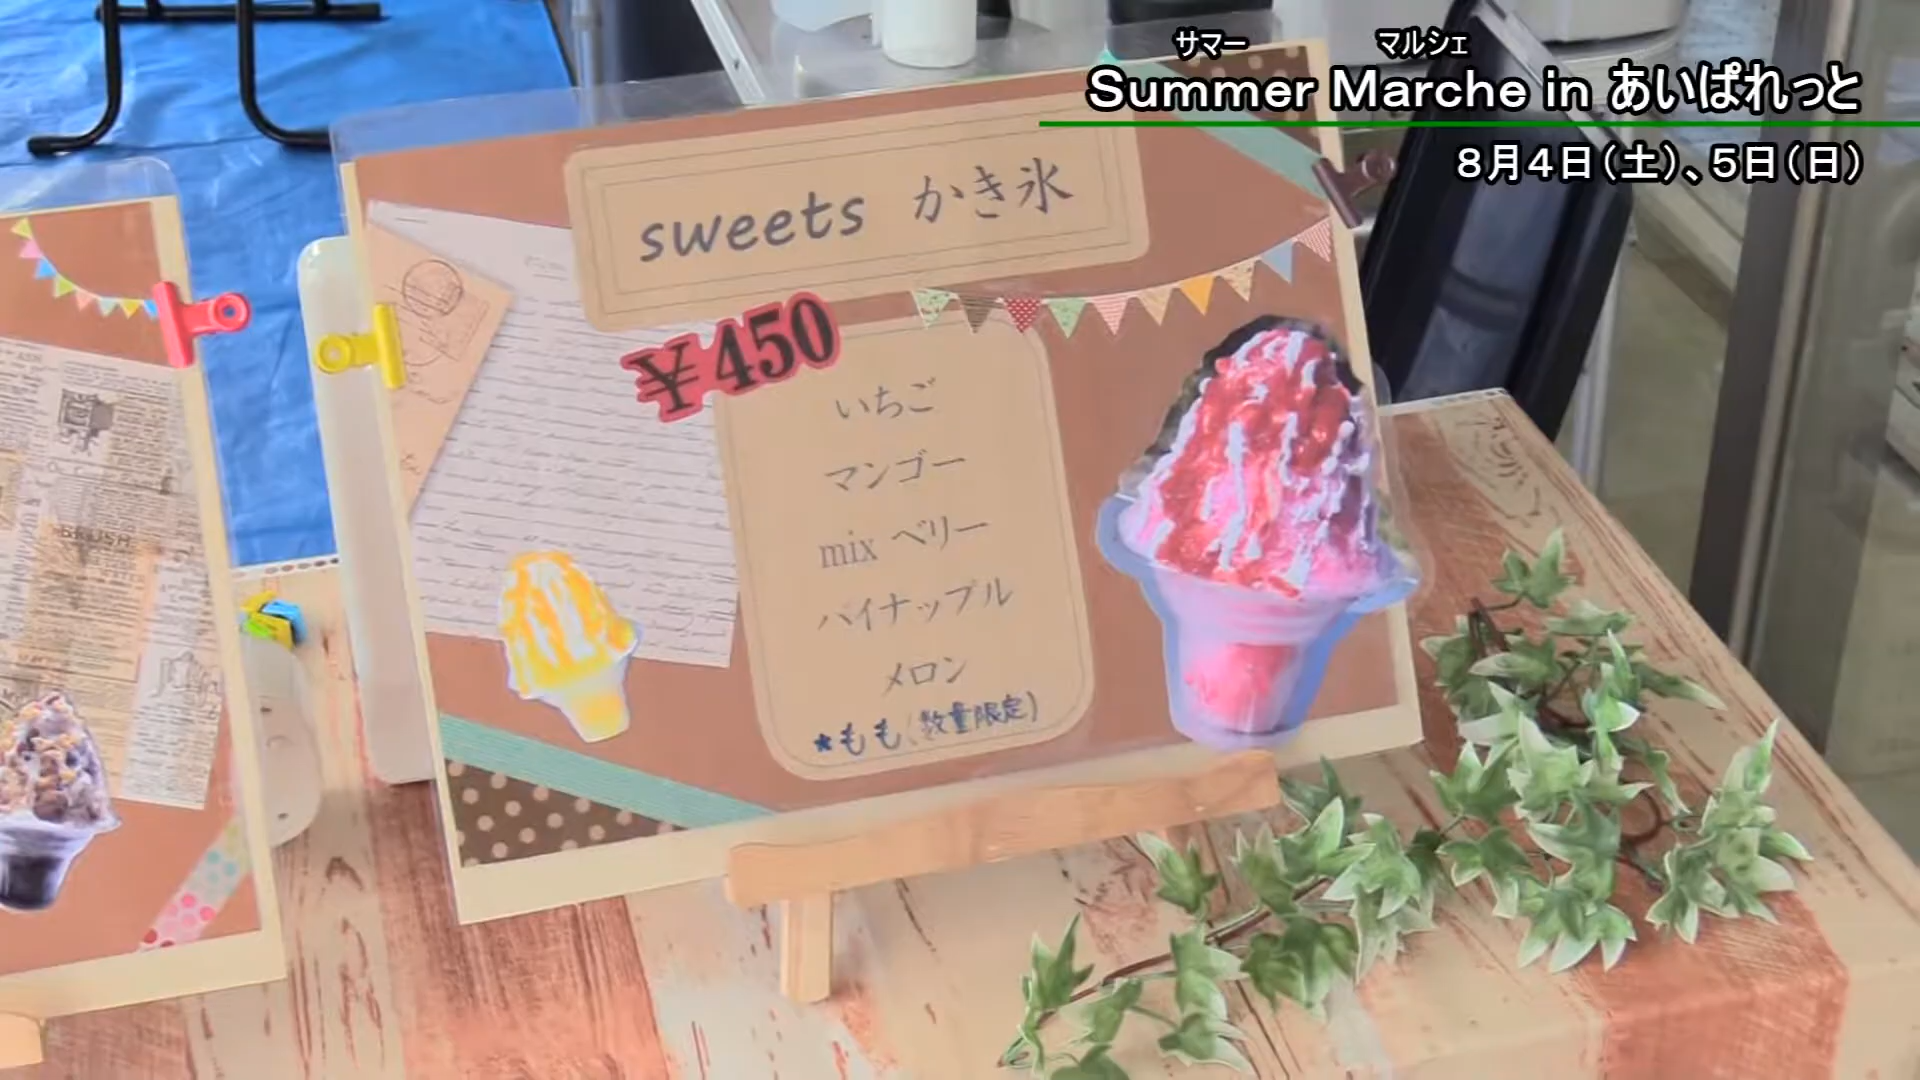 サマー マルシェ
Summer Marche in あいぱれっと
8月4日(土)、5日(日)
sweets かき氷
¥450
いちご
マンゴー
mix ベリー
パイナップル
メロン
★もも(数量限定)